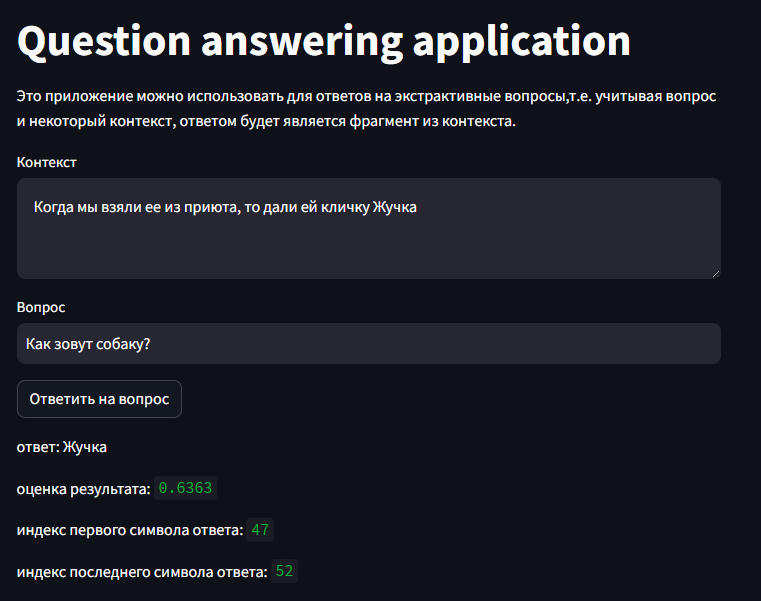 Question answering application
Это приложение можно использовать для ответов на экстрактивные вопросы,т.е. учитывая вопрос
и некоторый контекст, ответом будет является фрагмент из контекста.
Контекст
Когда мы взяли ее из приюта, то дали ей кличку Жучка
Вопрос
Как зовут собаку?
Ответить на вопрос
ответ: Жучка
оценка результата: 0.6363
индекс первого символа ответа: 47
индекс последнего символа ответа: 52